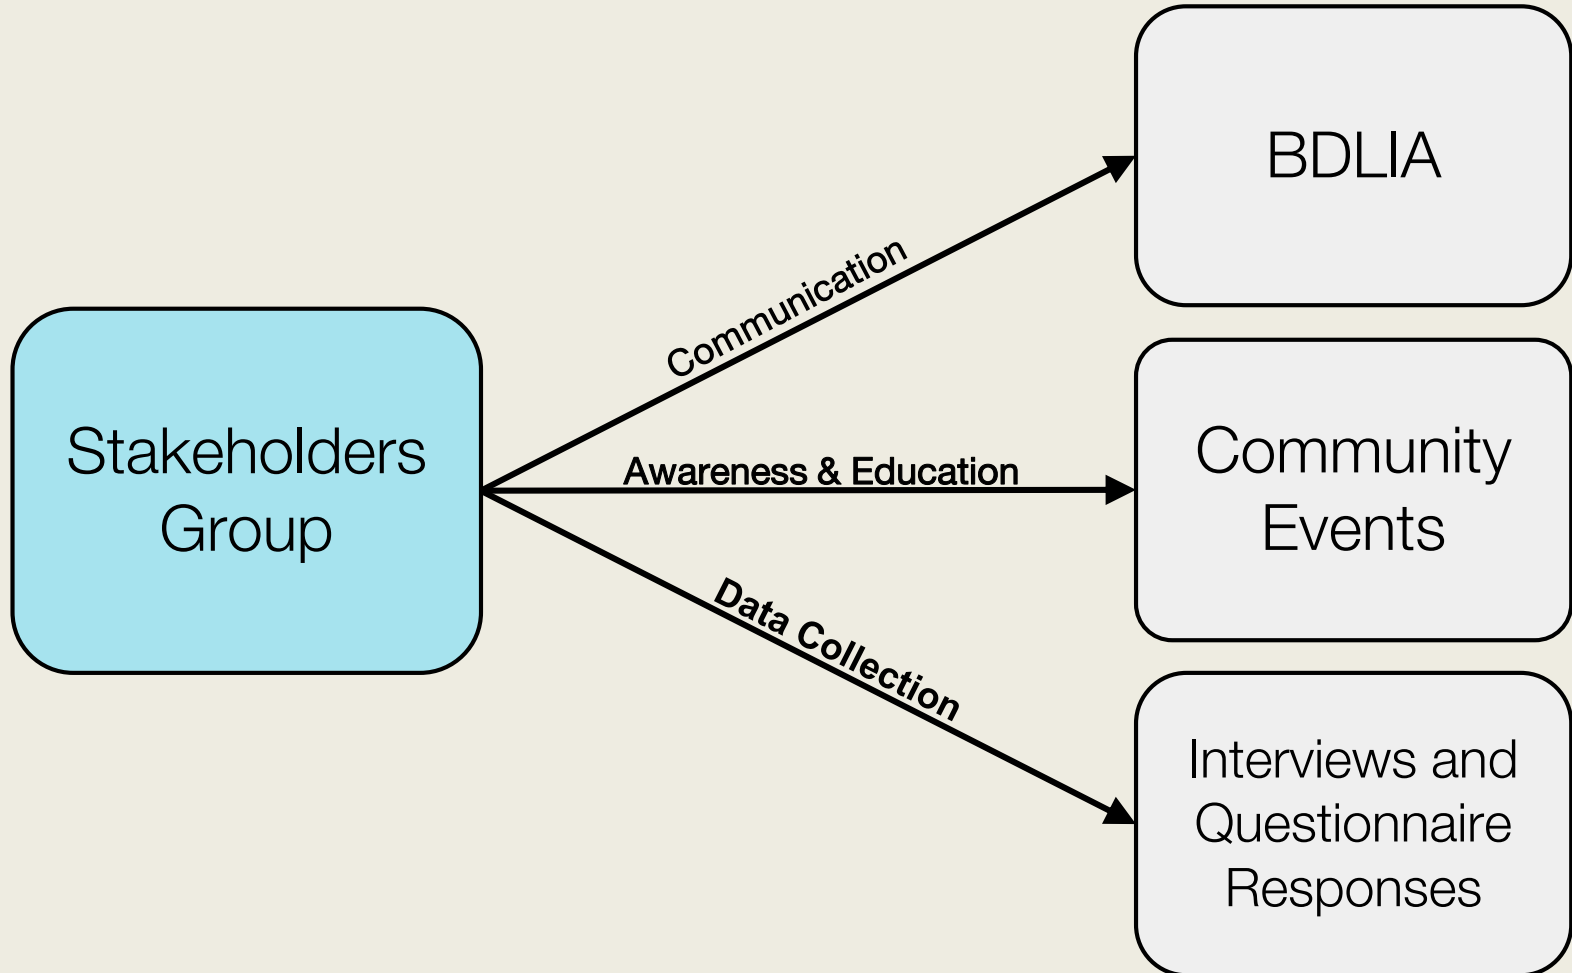 BDLIA
Communication
Stakeholders
Group
Awareness & Education
Community
Events
Data Collection
Interviews and
Questionnaire
Responses